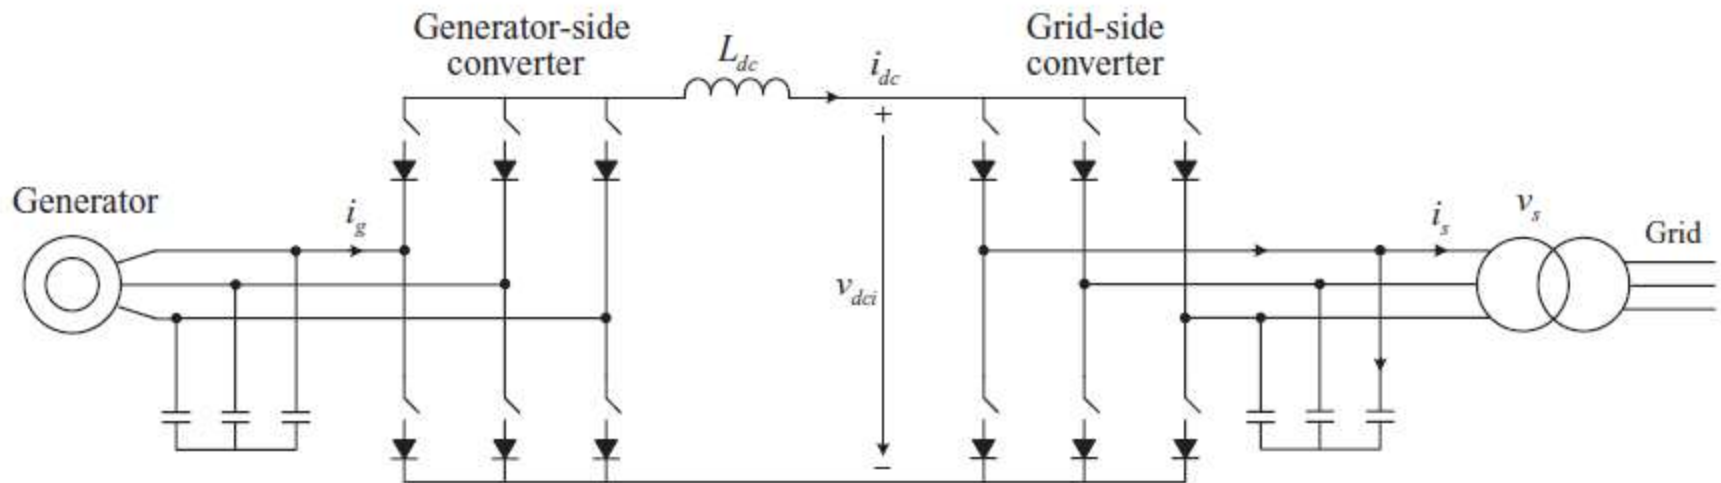 Generator-side
converter
L_dc
i_dc
Grid-side
converter
+
Generator
i_g
v_dci
i_s
v_s
Grid
−